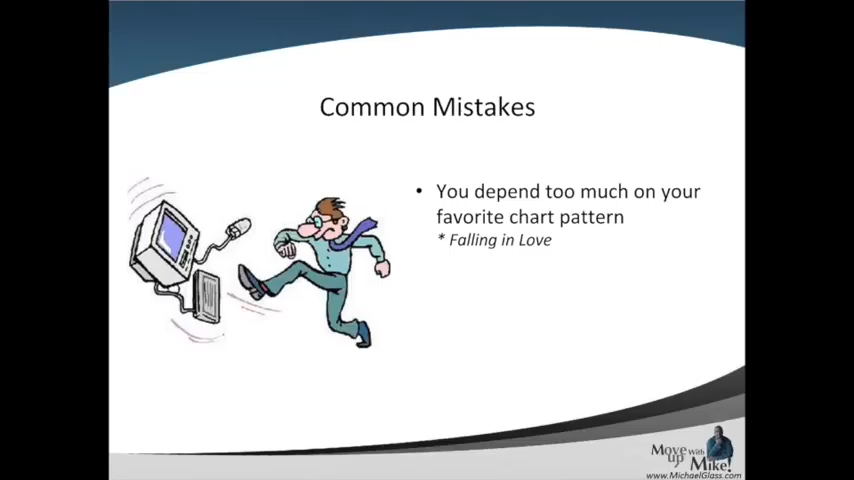 Common Mistakes
• You depend too much on your
favorite chart pattern
* Falling in Love
Move
up With
Mike!
www.MichaelGlass.com